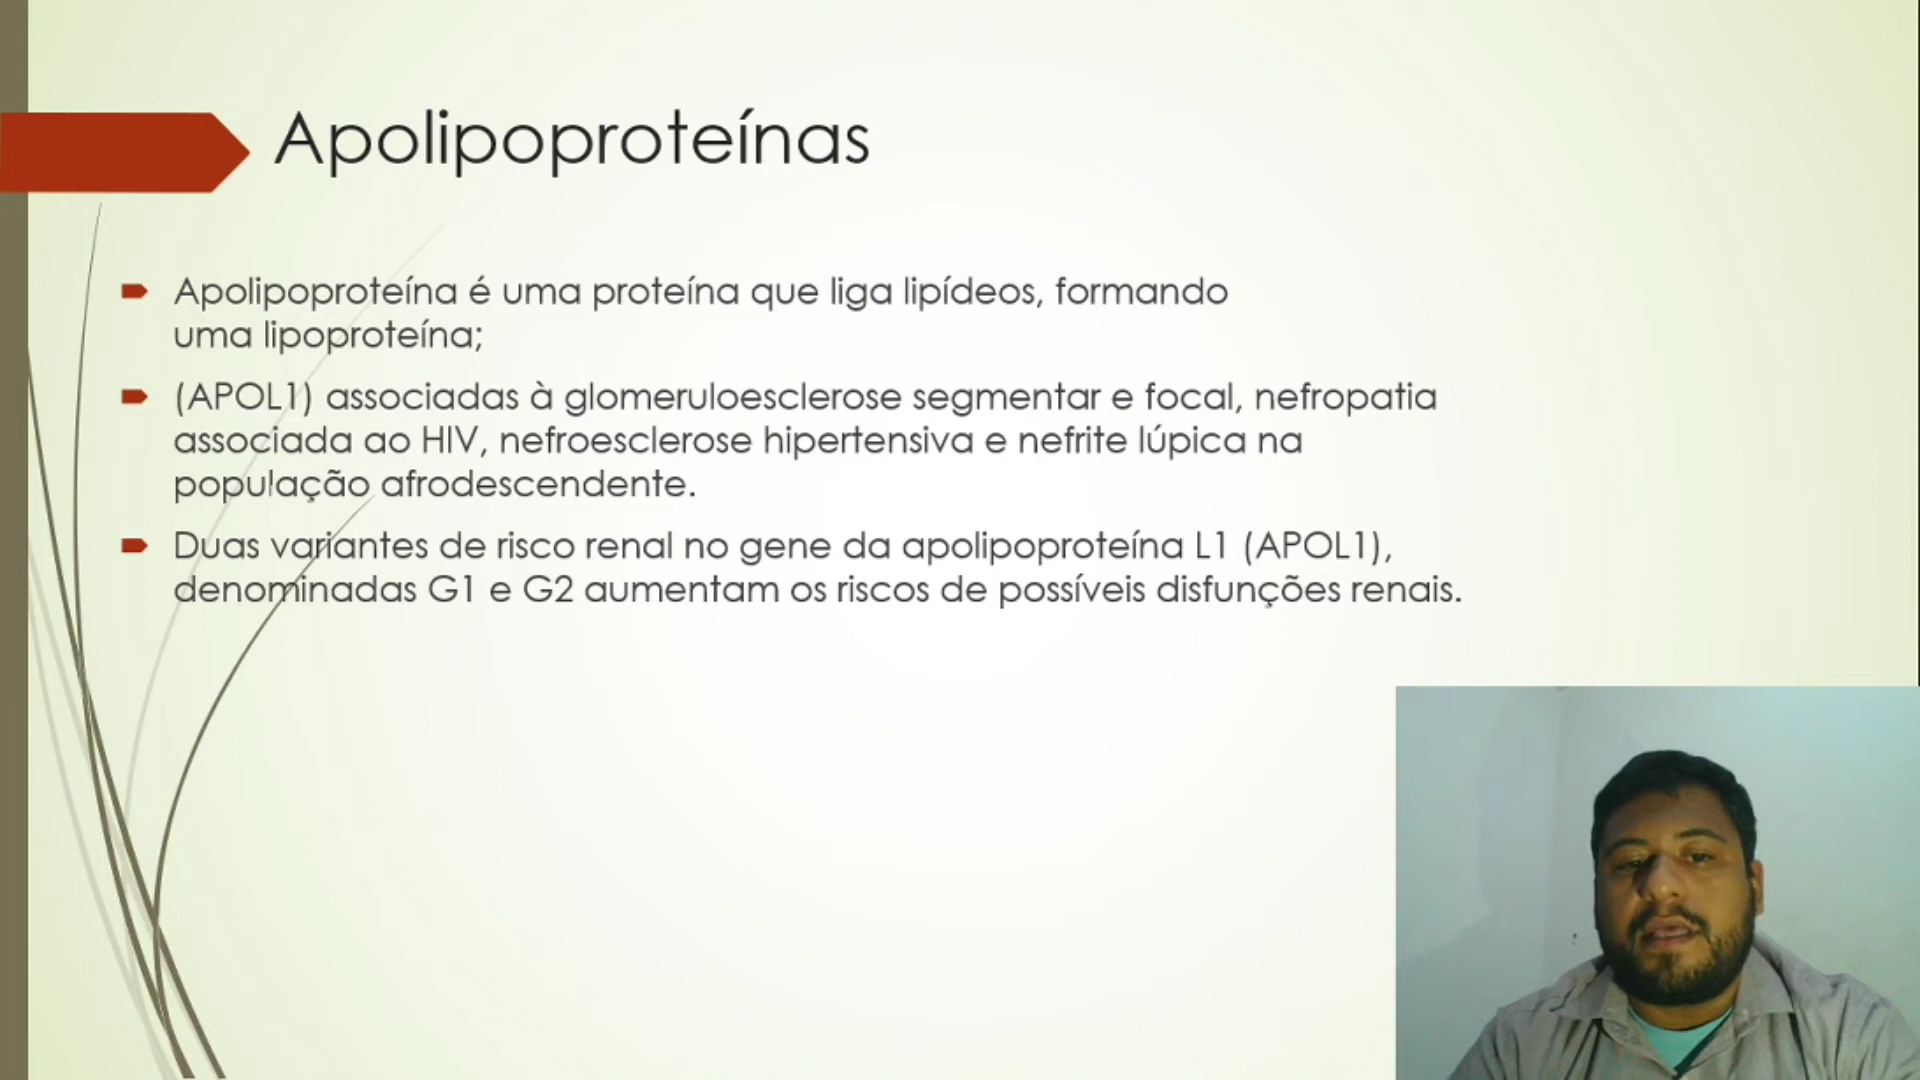 Apolipoproteínas
Apolipoproteína é uma proteína que liga lipídeos, formando
uma lipoproteína;
(APOL1) associadas à glomeruloesclerose segmentar e focal, nefropatia
associada ao HIV, nefroesclerose hipertensiva e nefrite lúpica na
população afrodescendente.
Duas variantes de risco renal no gene da apolipoproteína L1 (APOL1),
denominadas G1 e G2 aumentam os riscos de possíveis disfunções renais.